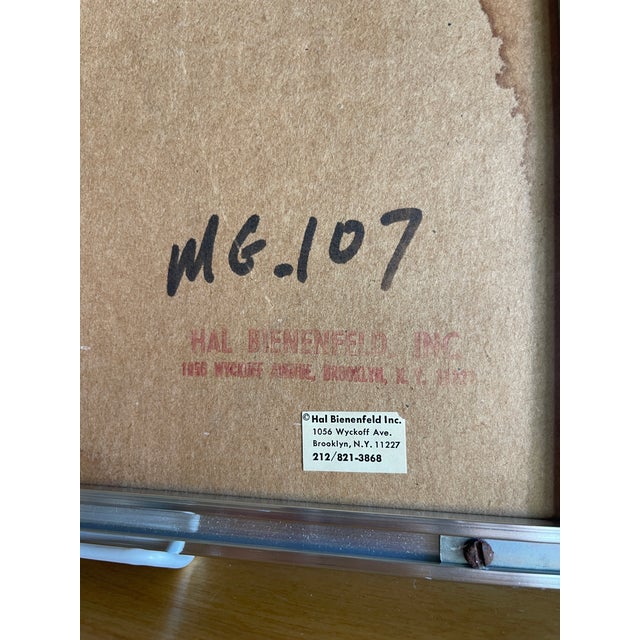 MG.107
HAL BIENENFELD, INC.
1056 WYCKOFF AVENUE, BROOKLYN, N. Y. 11227
© Hal Bienenfeld Inc.
1056 Wyckoff Ave.
Brooklyn, N.Y. 11227
212/821-3868